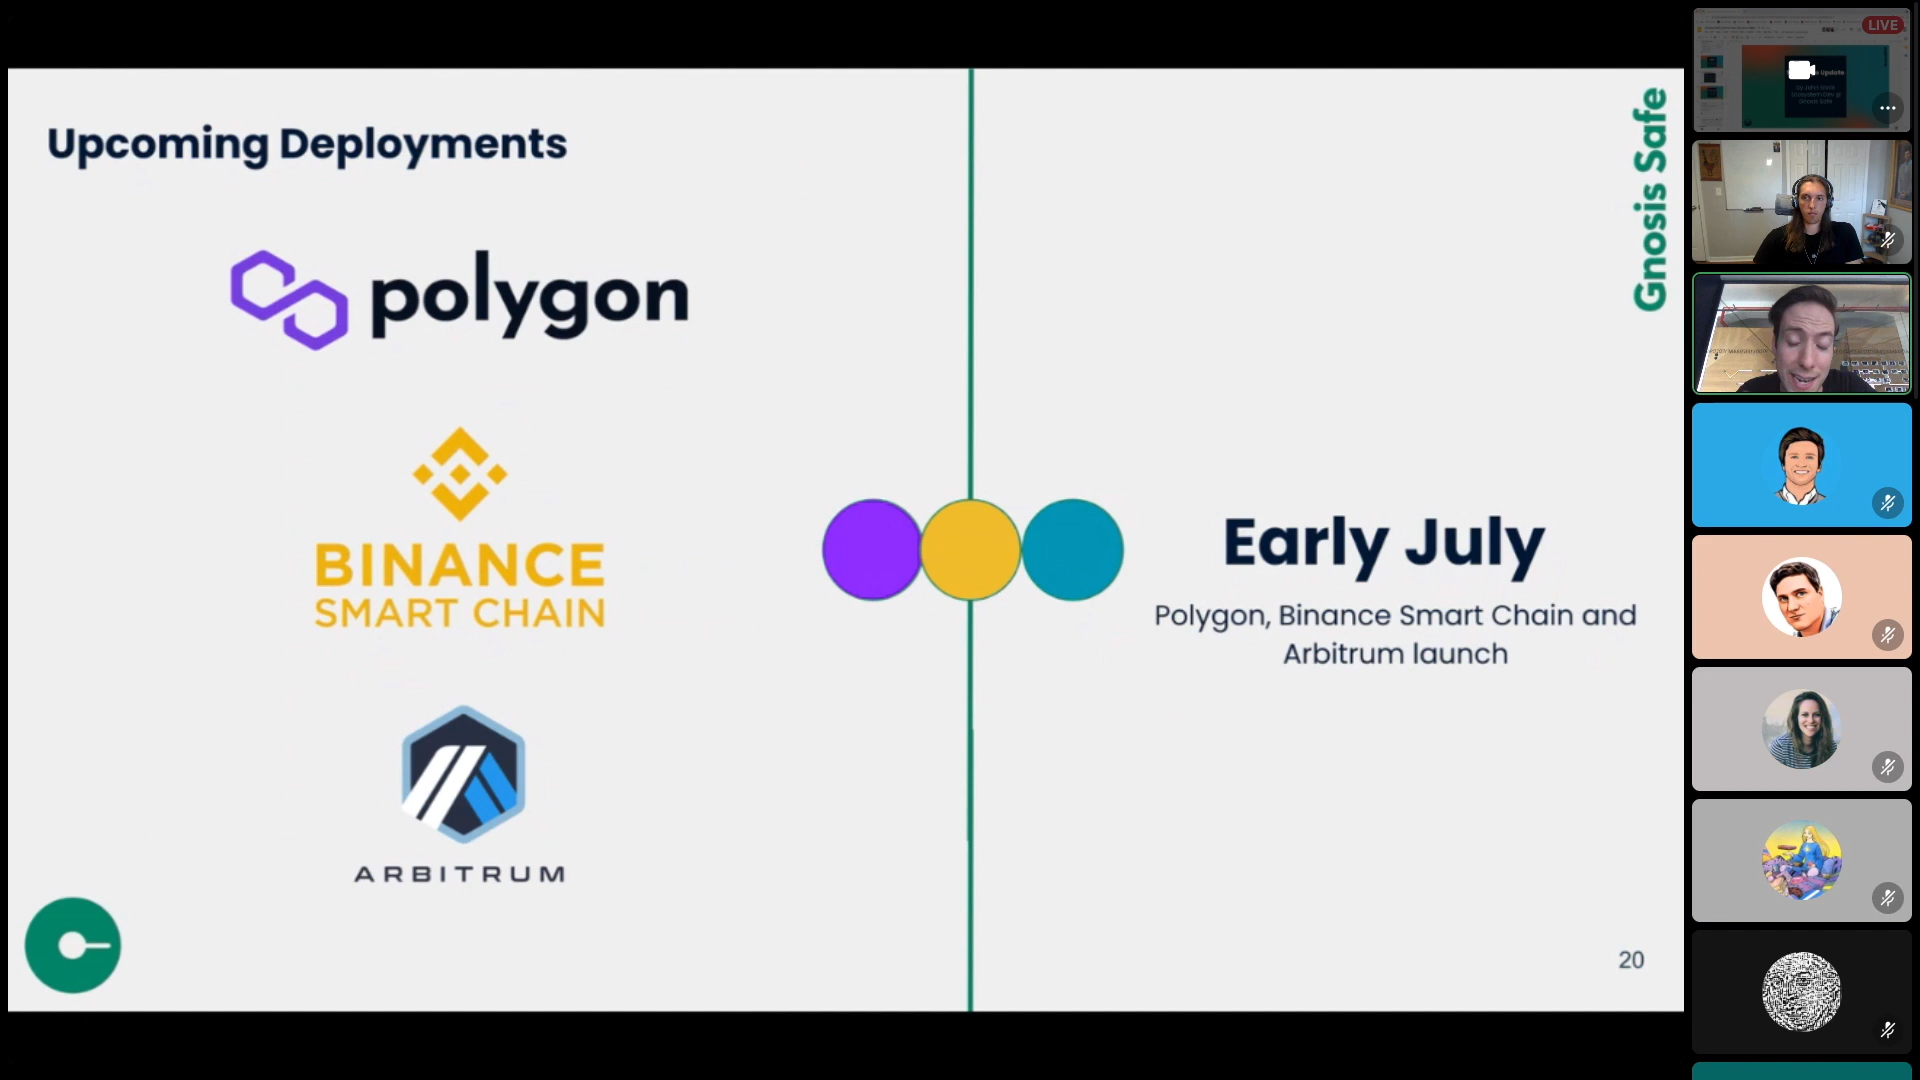 Upcoming Deployments
Gnosis Safe
polygon
BINANCE
SMART CHAIN
ARBITRUM
Early July
Polygon, Binance Smart Chain and
Arbitrum launch
20
LIVE
Update